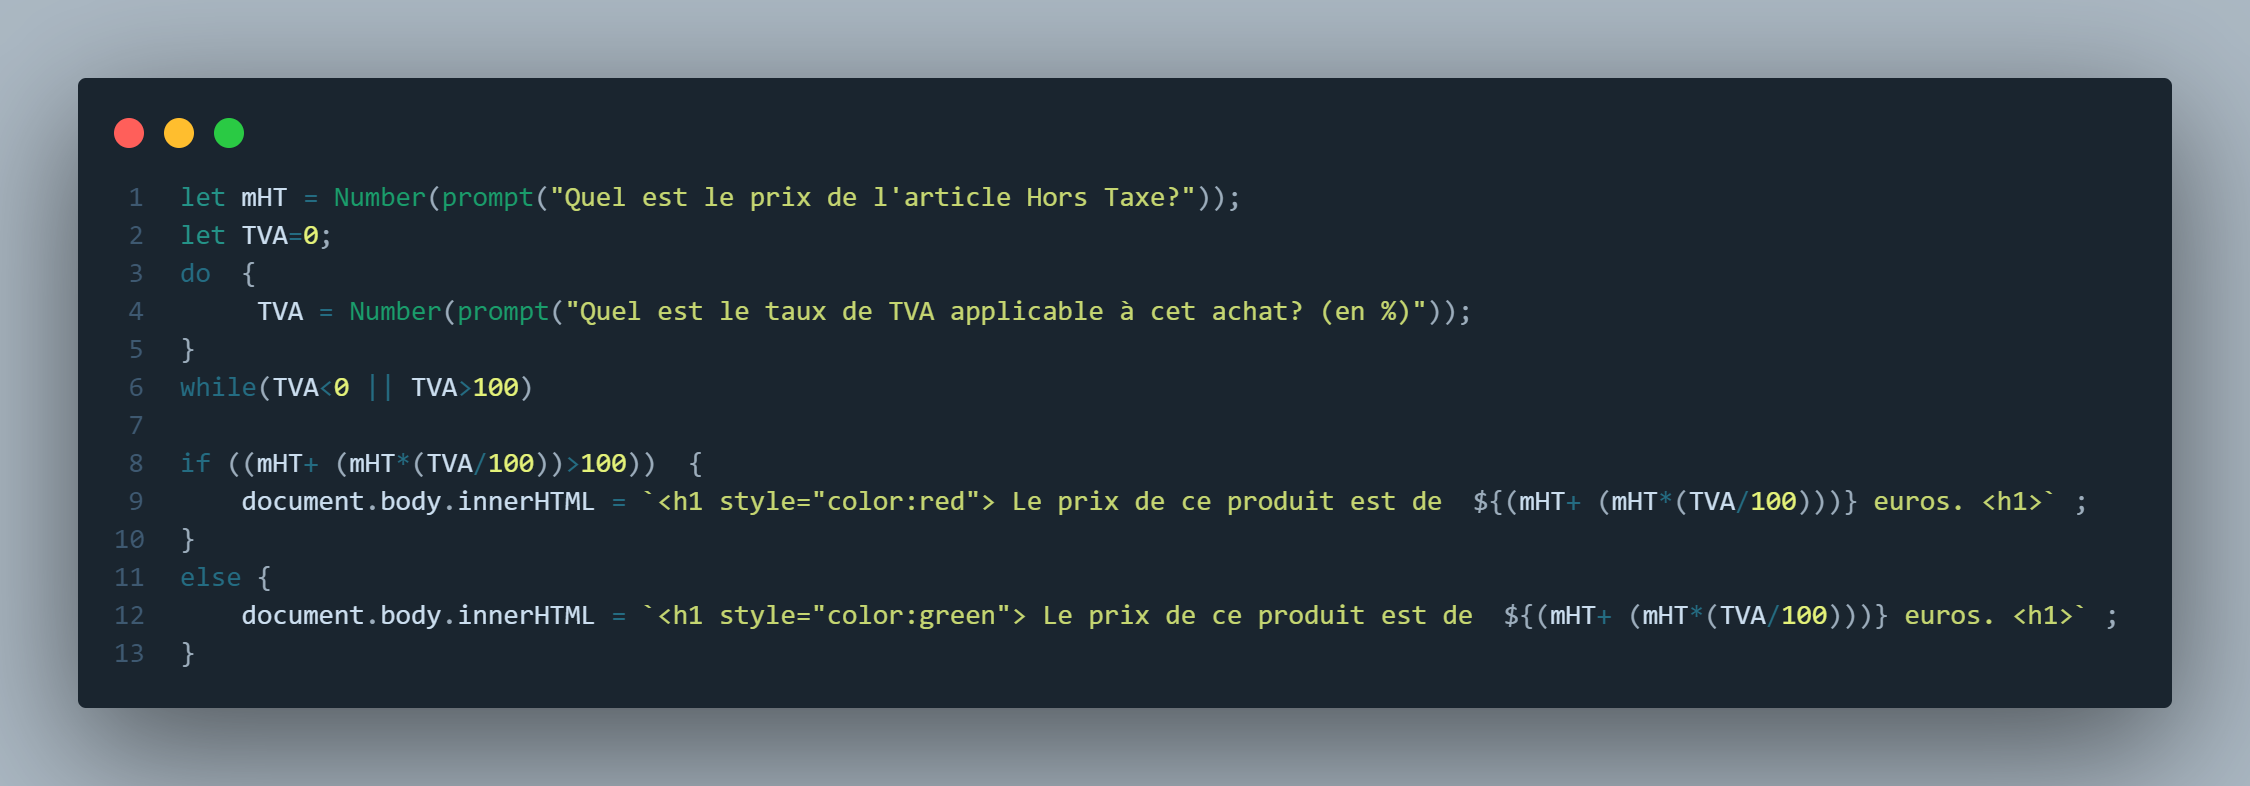 1 let mHT = Number(prompt("Quel est le prix de l'article Hors Taxe?"));
2 let TVA=0;
3 do  {
4      TVA = Number(prompt("Quel est le taux de TVA applicable à cet achat? (en %)"));
5 }
6 while(TVA<0 || TVA>100)
7
8 if ((mHT+ (mHT*(TVA/100))>100))  {
9     document.body.innerHTML = `<h1 style="color:red"> Le prix de ce produit est de  ${(mHT+ (mHT*(TVA/100)))} euros. <h1>` ;
10 }
11 else {
12     document.body.innerHTML = `<h1 style="color:green"> Le prix de ce produit est de  ${(mHT+ (mHT*(TVA/100)))} euros. <h1>` ;
13 }